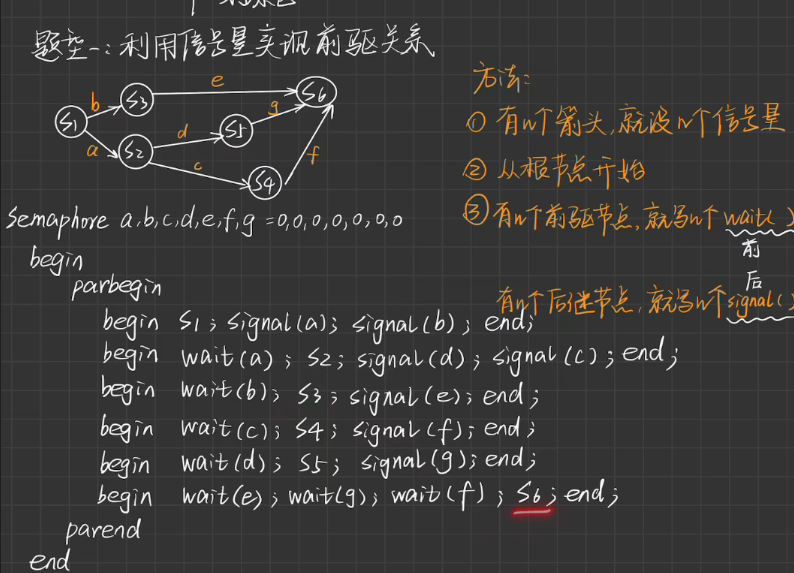 题型一:利用信号量实现前驱关系
S1 b S3 e S6
a S2 d S5 g
c S4 f
方法:
① 有n个箭头,就设n个信号量
② 从根节点开始
③ 有n个前驱节点,就写n个wait()
前
后
有n个后继节点,就写n个signal()
Semaphore a,b,c,d,e,f,g =0,0,0,0,0,0,0
begin
parbegin
begin S1; signal(a); signal(b); end;
begin wait(a); S2; signal(d); signal(c); end;
begin wait(b); S3; signal(e); end;
begin wait(c); S4; signal(f); end;
begin wait(d); S5; signal(g); end;
begin wait(e); wait(g); wait(f); S6; end;
parend
end